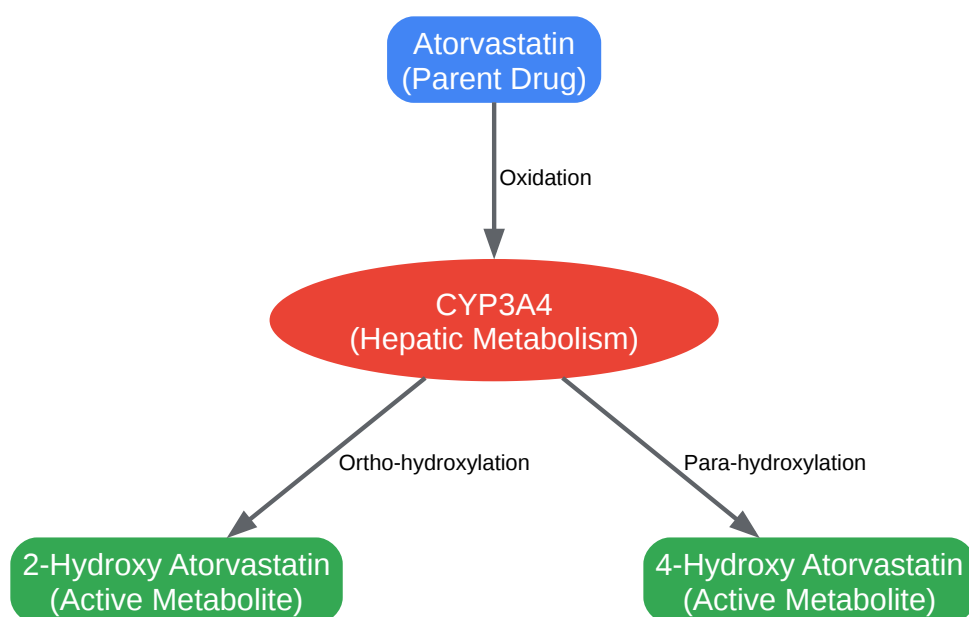 Atorvastatin
(Parent Drug)
Oxidation
CYP3A4
(Hepatic Metabolism)
Ortho-hydroxylation
Para-hydroxylation
2-Hydroxy Atorvastatin
(Active Metabolite)
4-Hydroxy Atorvastatin
(Active Metabolite)